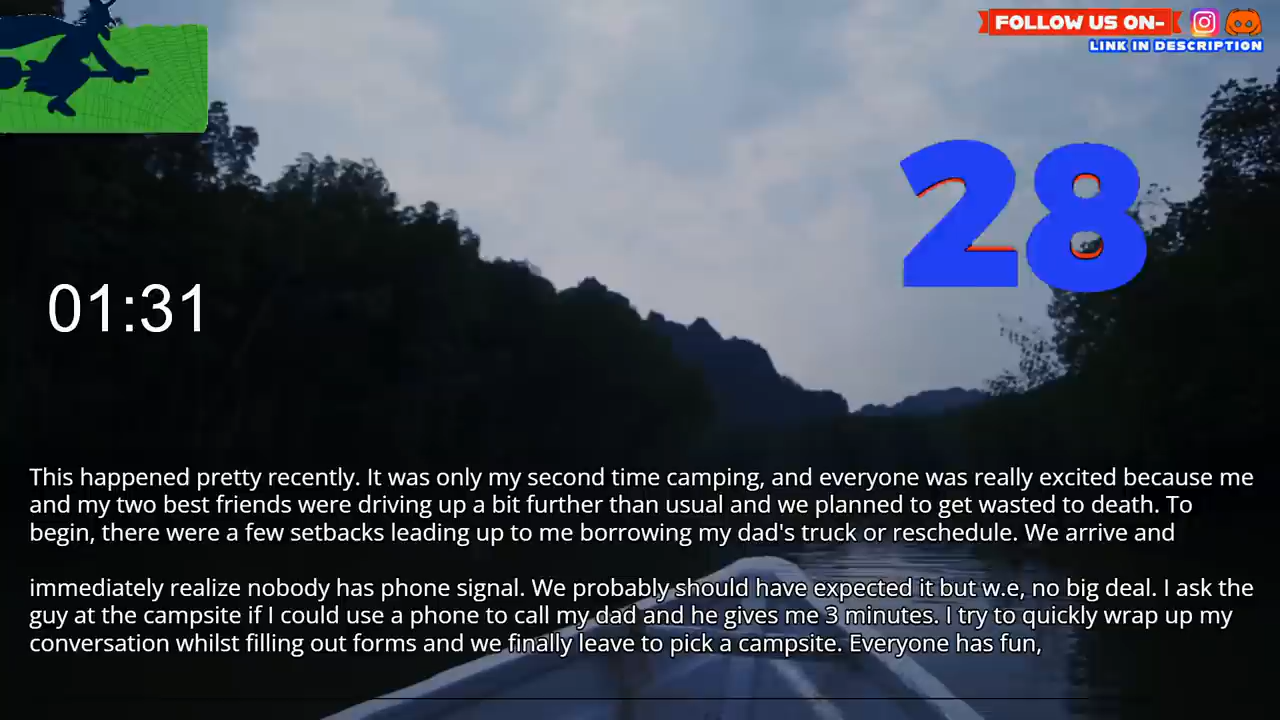 FOLLOW US ON-
LINK IN DESCRIPTION
28
01:31
This happened pretty recently. It was only my second time camping, and everyone was really excited because me
and my two best friends were driving up a bit further than usual and we planned to get wasted to death. To
begin, there were a few setbacks leading up to me borrowing my dad's truck or reschedule. We arrive and
immediately realize nobody has phone signal. We probably should have expected it but w.e, no big deal. I ask the
guy at the campsite if I could use a phone to call my dad and he gives me 3 minutes. I try to quickly wrap up my
conversation whilst filling out forms and we finally leave to pick a campsite. Everyone has fun,